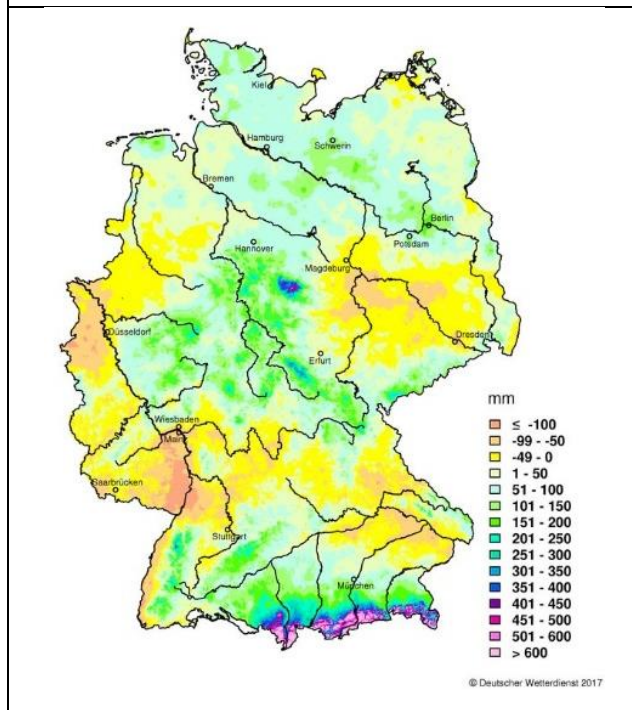 Kiel
Hamburg
Schwerin
Bremen
Berlin
Hannover
Potsdam
Magdeburg
Düsseldorf
Dresden
Erfurt
Wiesbaden
Mainz
Saarbrücken
Stuttgart
München
mm
≤ -100
-99 - -50
-49 - 0
1 - 50
51 - 100
101 - 150
151 - 200
201 - 250
251 - 300
301 - 350
351 - 400
401 - 450
451 - 500
501 - 600
> 600
© Deutscher Wetterdienst 2017